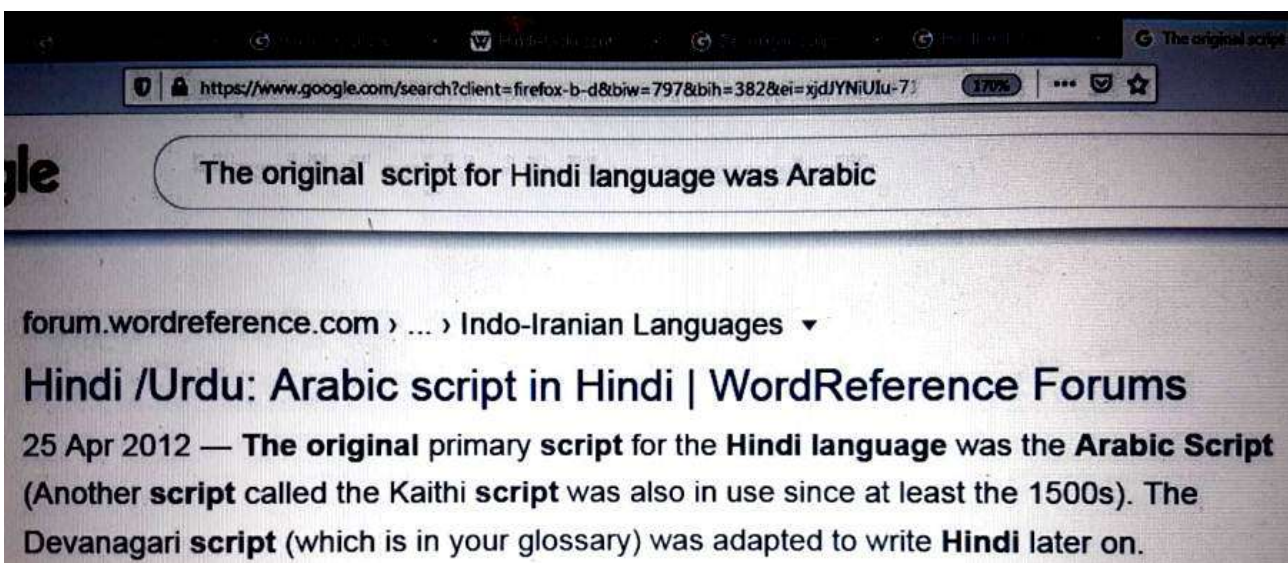 The original script
https://www.google.com/search?client=firefox-b-d&biw=797&bih=382&ei=xjdJYNiUIu-71
170%
gle
The original script for Hindi language was Arabic
forum.wordreference.com › ... › Indo-Iranian Languages
Hindi /Urdu: Arabic script in Hindi | WordReference Forums
25 Apr 2012 — The original primary script for the Hindi language was the Arabic Script
(Another script called the Kaithi script was also in use since at least the 1500s). The
Devanagari script (which is in your glossary) was adapted to write Hindi later on.